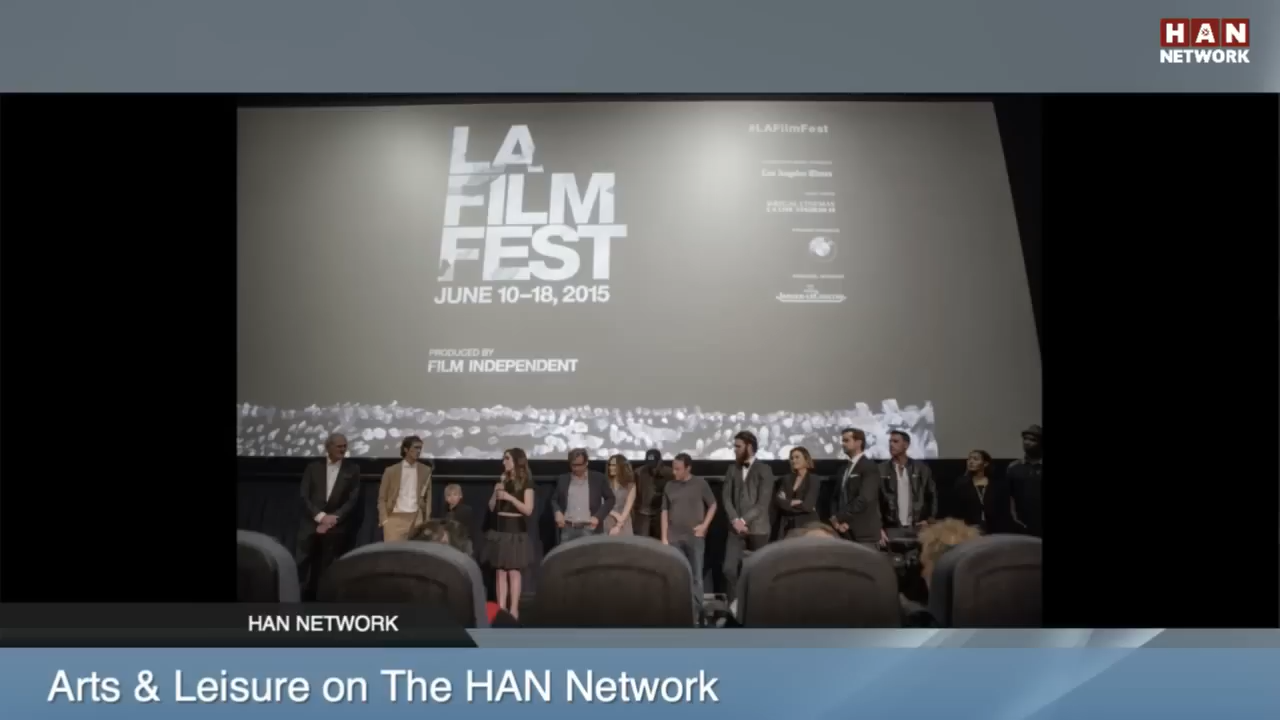 HAN
NETWORK
LA
FILM
FEST
JUNE 10–18, 2015
PRODUCED BY
FILM INDEPENDENT
#LAFilmFest
Los Angeles Times
HAN NETWORK
Arts & Leisure on The HAN Network